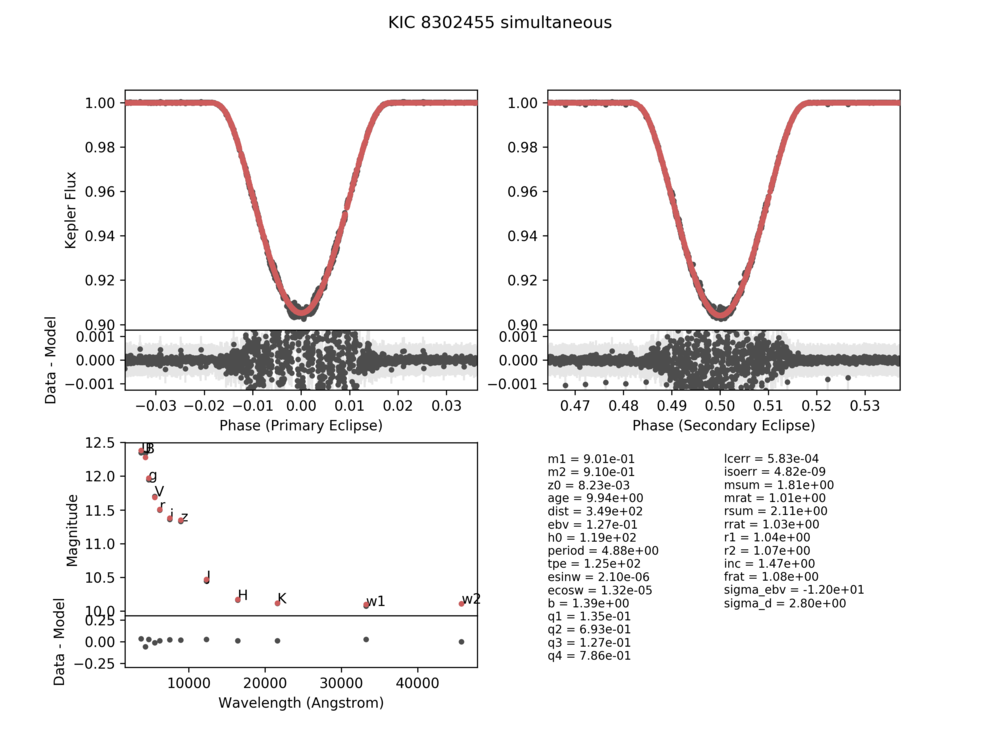 KIC 8302455 simultaneous
1.00
0.98
0.96
0.94
0.92
0.90
Kepler Flux
0.001
0.000
−0.001
Data - Model
−0.03 −0.02 −0.01 0.00 0.01 0.02 0.03
Phase (Primary Eclipse)
1.00
0.98
0.96
0.94
0.92
0.90
0.001
0.000
−0.001
0.47 0.48 0.49 0.50 0.51 0.52 0.53
Phase (Secondary Eclipse)
12.5
12.0
11.5
11.0
10.5
10.0
Magnitude
B
g
V
r
i
z
J
H
K
w1
w2
0.25
0.00
−0.25
Data - Model
10000 20000 30000 40000
Wavelength (Angstrom)
m1 = 9.01e-01
m2 = 9.10e-01
z0 = 8.23e-03
age = 9.94e+00
dist = 3.49e+02
ebv = 1.27e-01
h0 = 1.19e+02
period = 4.88e+00
tpe = 1.25e+02
esinw = 2.10e-06
ecosw = 1.32e-05
b = 1.39e+00
q1 = 1.35e-01
q2 = 6.93e-01
q3 = 1.27e-01
q4 = 7.86e-01
lcerr = 5.83e-04
isoerr = 4.82e-09
msum = 1.81e+00
mrat = 1.01e+00
rsum = 2.11e+00
rrat = 1.03e+00
r1 = 1.04e+00
r2 = 1.07e+00
inc = 1.47e+00
frat = 1.08e+00
sigma_ebv = -1.20e+01
sigma_d = 2.80e+00